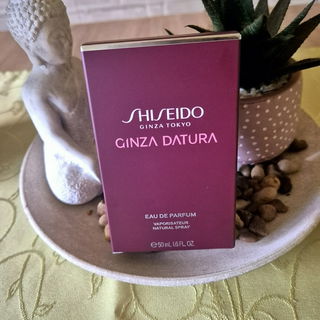 SHISEIDO
GINZA TOKYO
GINZA DATURA
EAU DE PARFUM
VAPORISATEUR
NATURAL SPRAY
℮50 mL 1.6 FL.OZ.